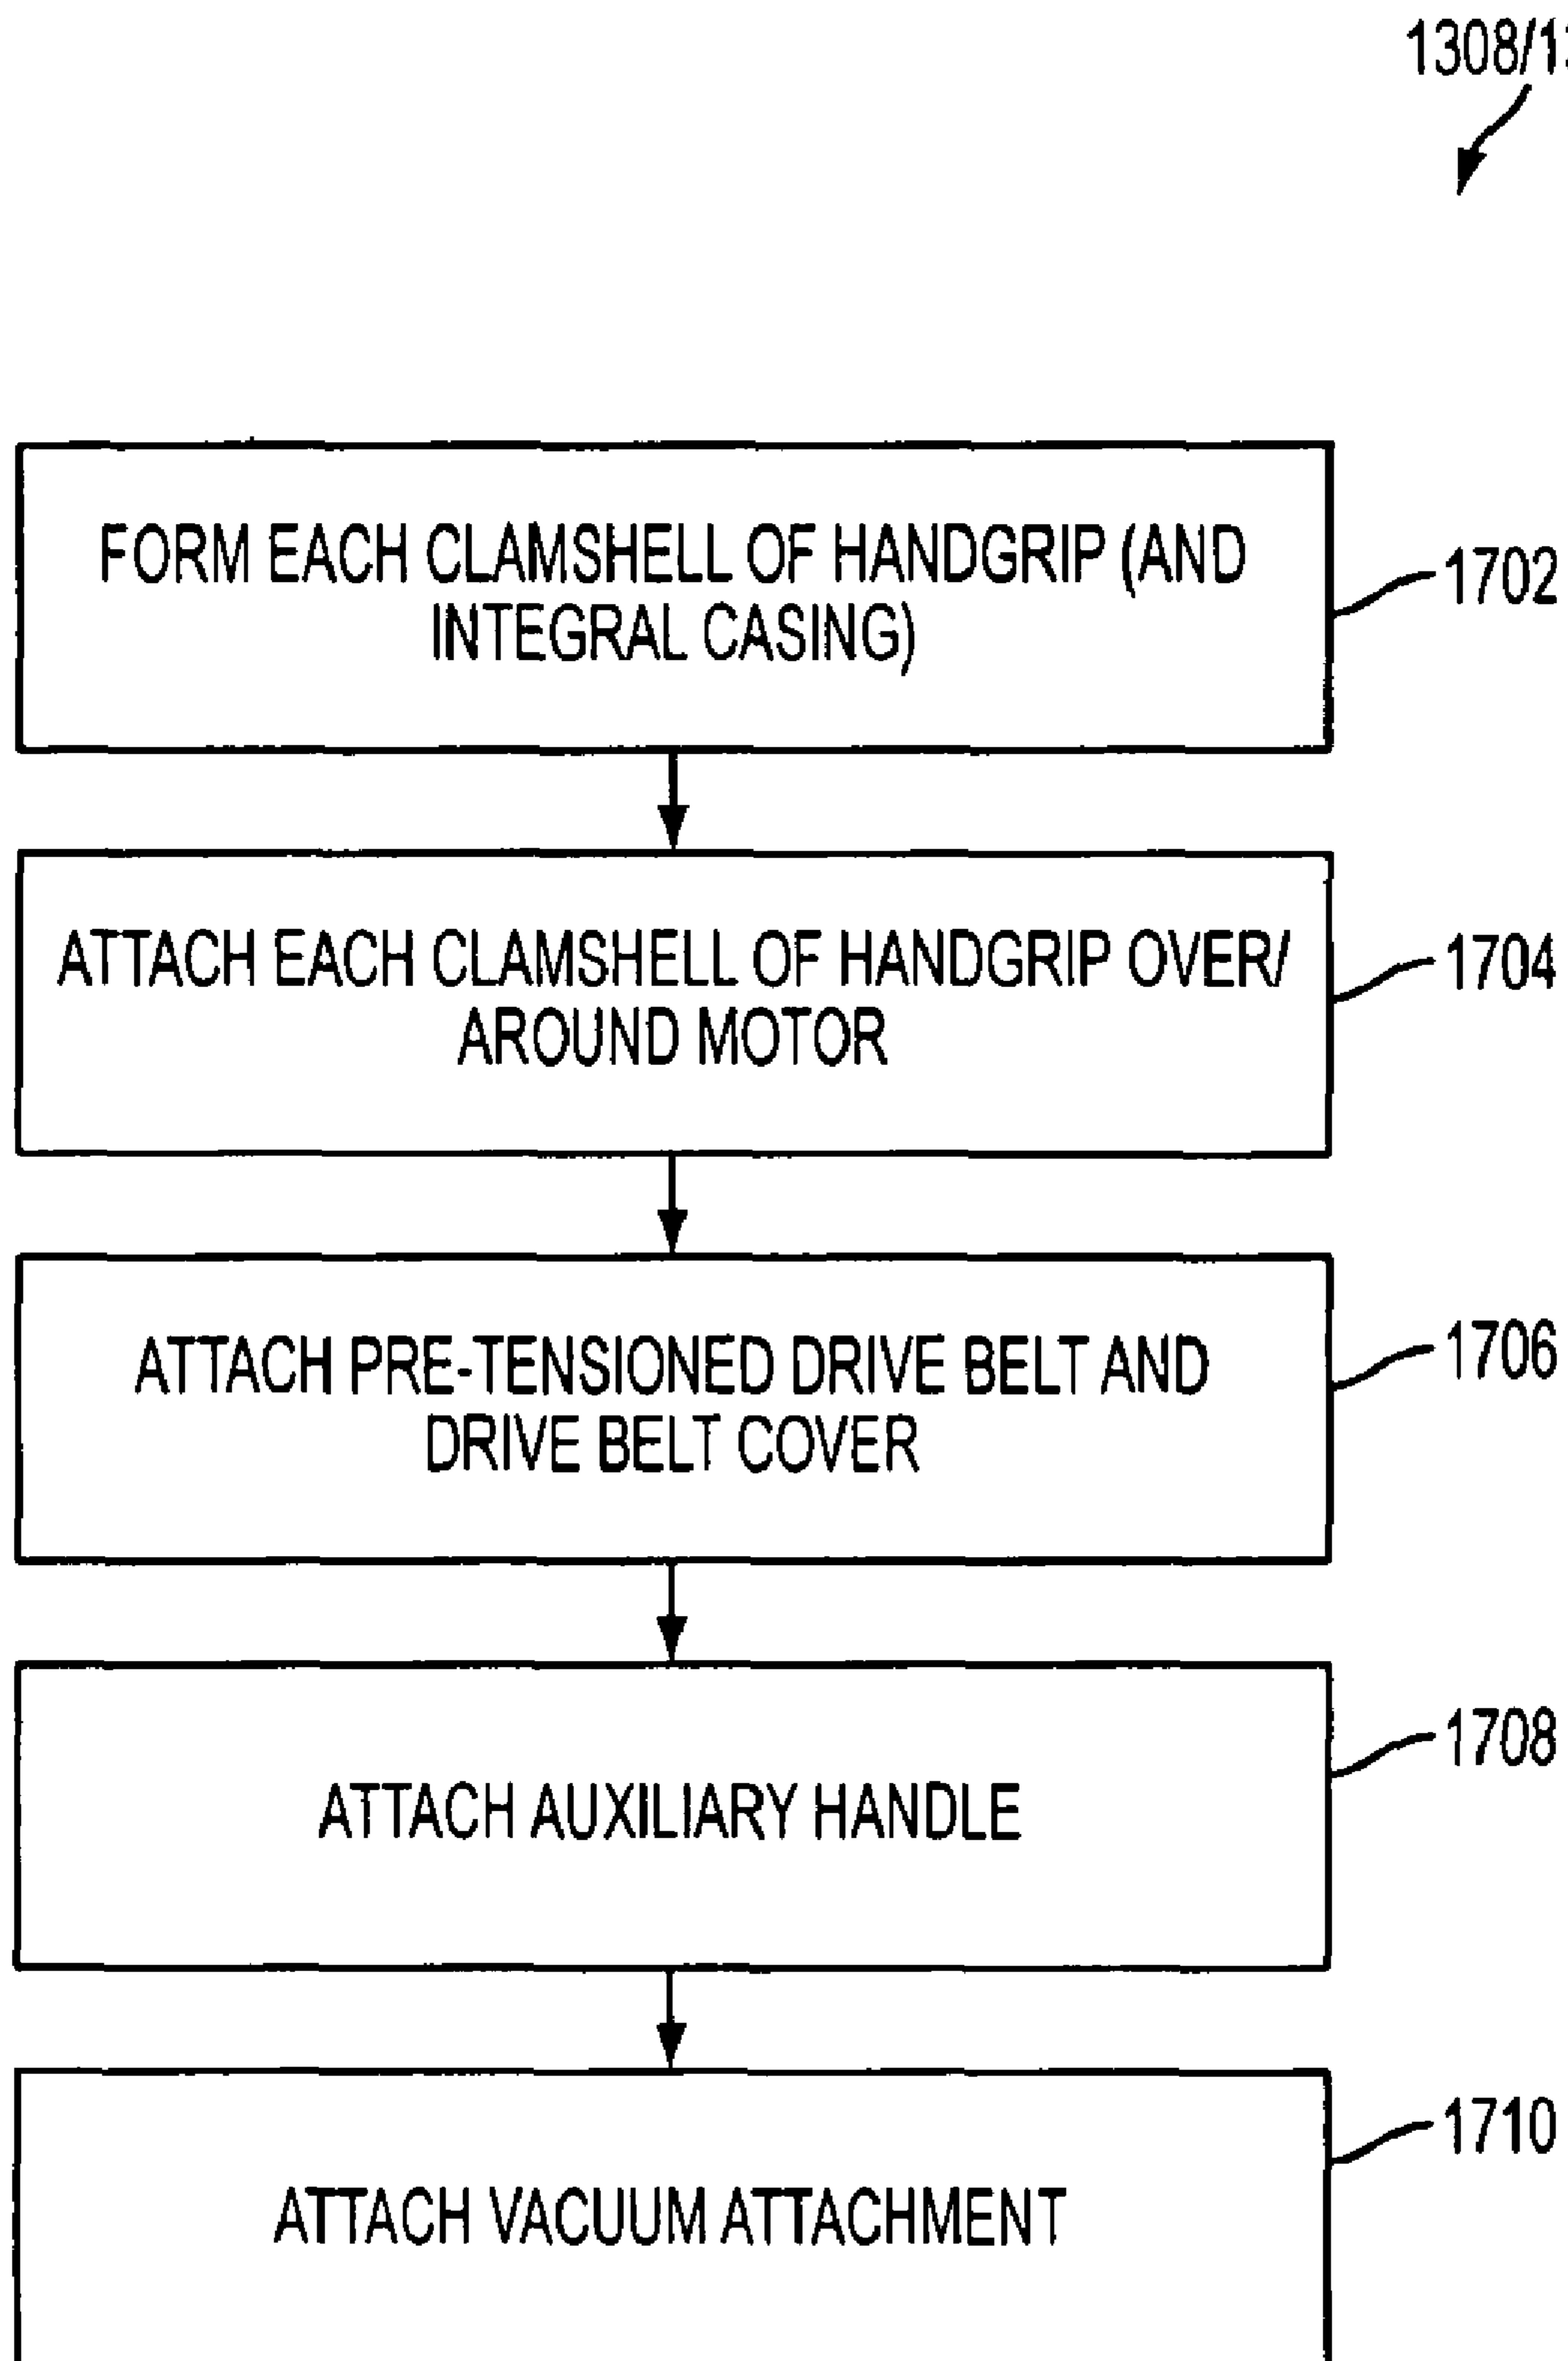 1308/1
FORM EACH CLAMSHELL OF HANDGRIP (AND
INTEGRAL CASING)
1702
ATTACH EACH CLAMSHELL OF HANDGRIP OVER/
AROUND MOTOR
1704
ATTACH PRE-TENSIONED DRIVE BELT AND
DRIVE BELT COVER
1706
ATTACH AUXILIARY HANDLE
1708
ATTACH VACUUM ATTACHMENT
1710